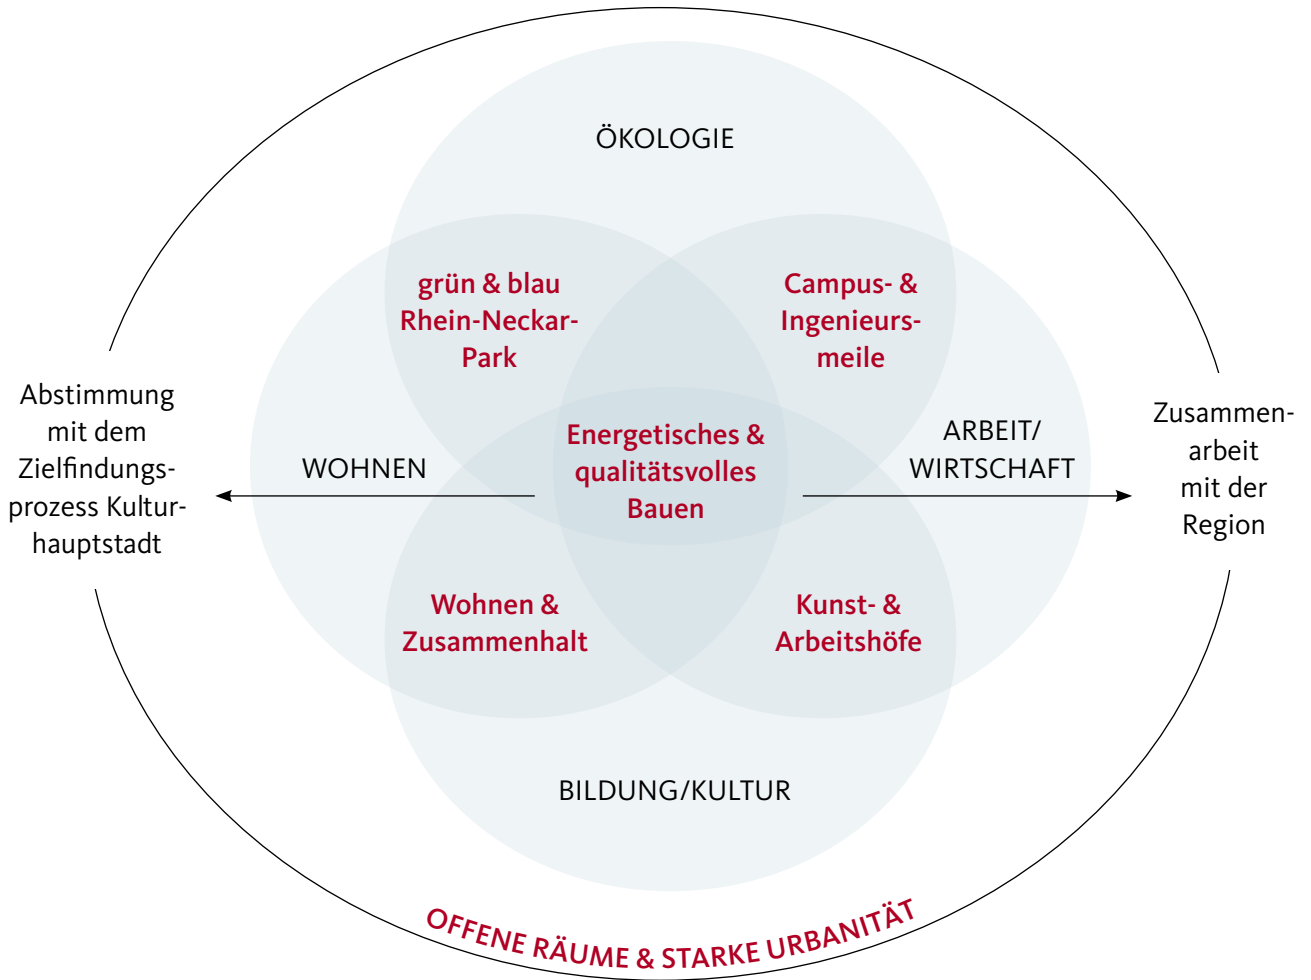 ÖKOLOGIE
grün & blau
Rhein-Neckar-
Park
Campus- &
Ingenieurs-
meile
Abstimmung
mit dem
Zielfindungs-
prozess Kultur-
hauptstadt
WOHNEN
Energetisches &
qualitätsvolles
Bauen
ARBEIT/
WIRTSCHAFT
Zusammen-
arbeit
mit der
Region
Wohnen &
Zusammenhalt
Kunst- &
Arbeitshöfe
BILDUNG/KULTUR
OFFENE RÄUME & STARKE URBANITÄT